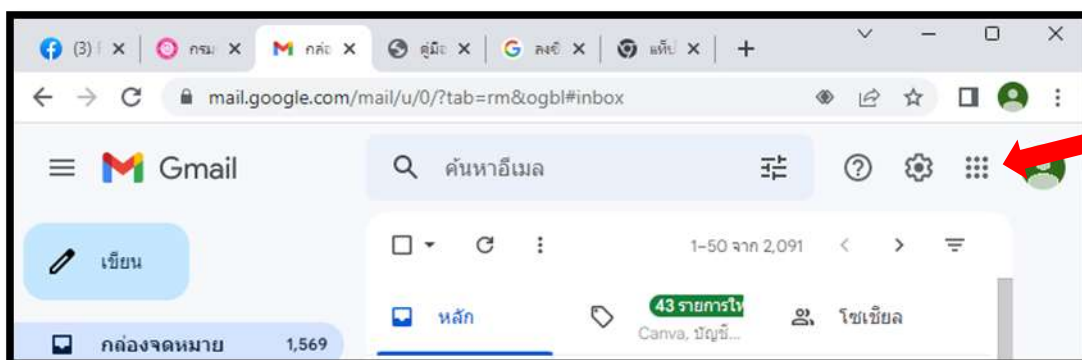 (3)
กรม
กล่อ
คู่มือ
ลงชื่
แท็บ
mail.google.com/mail/u/0/?tab=rm&ogbl#inbox
Gmail
ค้นหาอีเมล
เขียน
1–50 จาก 2,091
หลัก
43 รายการให
โซเชียล
Canva, บัญชี...
กล่องจดหมาย 1,569